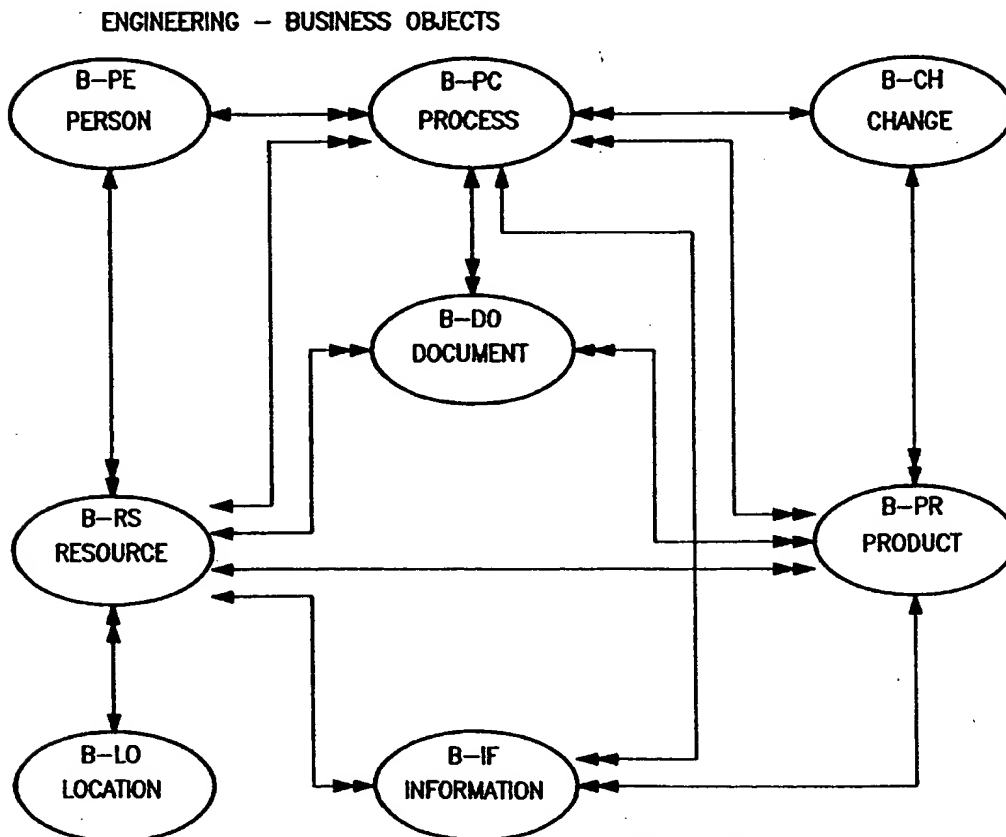 ENGINEERING – BUSINESS OBJECTS
B–PE
PERSON
B–PC
PROCESS
B–CH
CHANGE
B–DO
DOCUMENT
B–RS
RESOURCE
B–PR
PRODUCT
B–LO
LOCATION
B–IF
INFORMATION